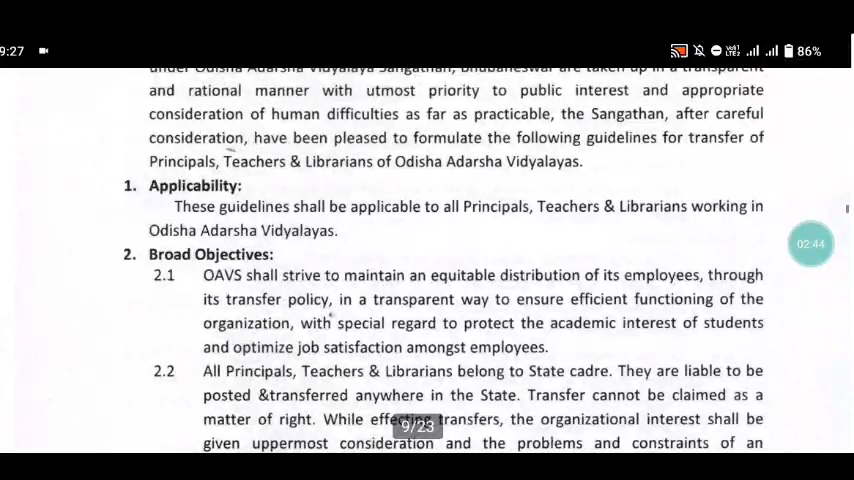 9:27
VoI1 LTE2 86%
under Odisha Adarsha Vidyalaya Sangathan, Bhubaneswar are taken up in a transparent
and rational manner with utmost priority to public interest and appropriate
consideration of human difficulties as far as practicable, the Sangathan, after careful
consideration, have been pleased to formulate the following guidelines for transfer of
Principals, Teachers & Librarians of Odisha Adarsha Vidyalayas.
1. Applicability:
These guidelines shall be applicable to all Principals, Teachers & Librarians working in
Odisha Adarsha Vidyalayas.
02:44
2. Broad Objectives:
2.1 OAVS shall strive to maintain an equitable distribution of its employees, through
its transfer policy, in a transparent way to ensure efficient functioning of the
organization, with special regard to protect the academic interest of students
and optimize job satisfaction amongst employees.
2.2 All Principals, Teachers & Librarians belong to State cadre. They are liable to be
posted &transferred anywhere in the State. Transfer cannot be claimed as a
matter of right. While effecting transfers, the organizational interest shall be
9/23
given uppermost consideration and the problems and constraints of an